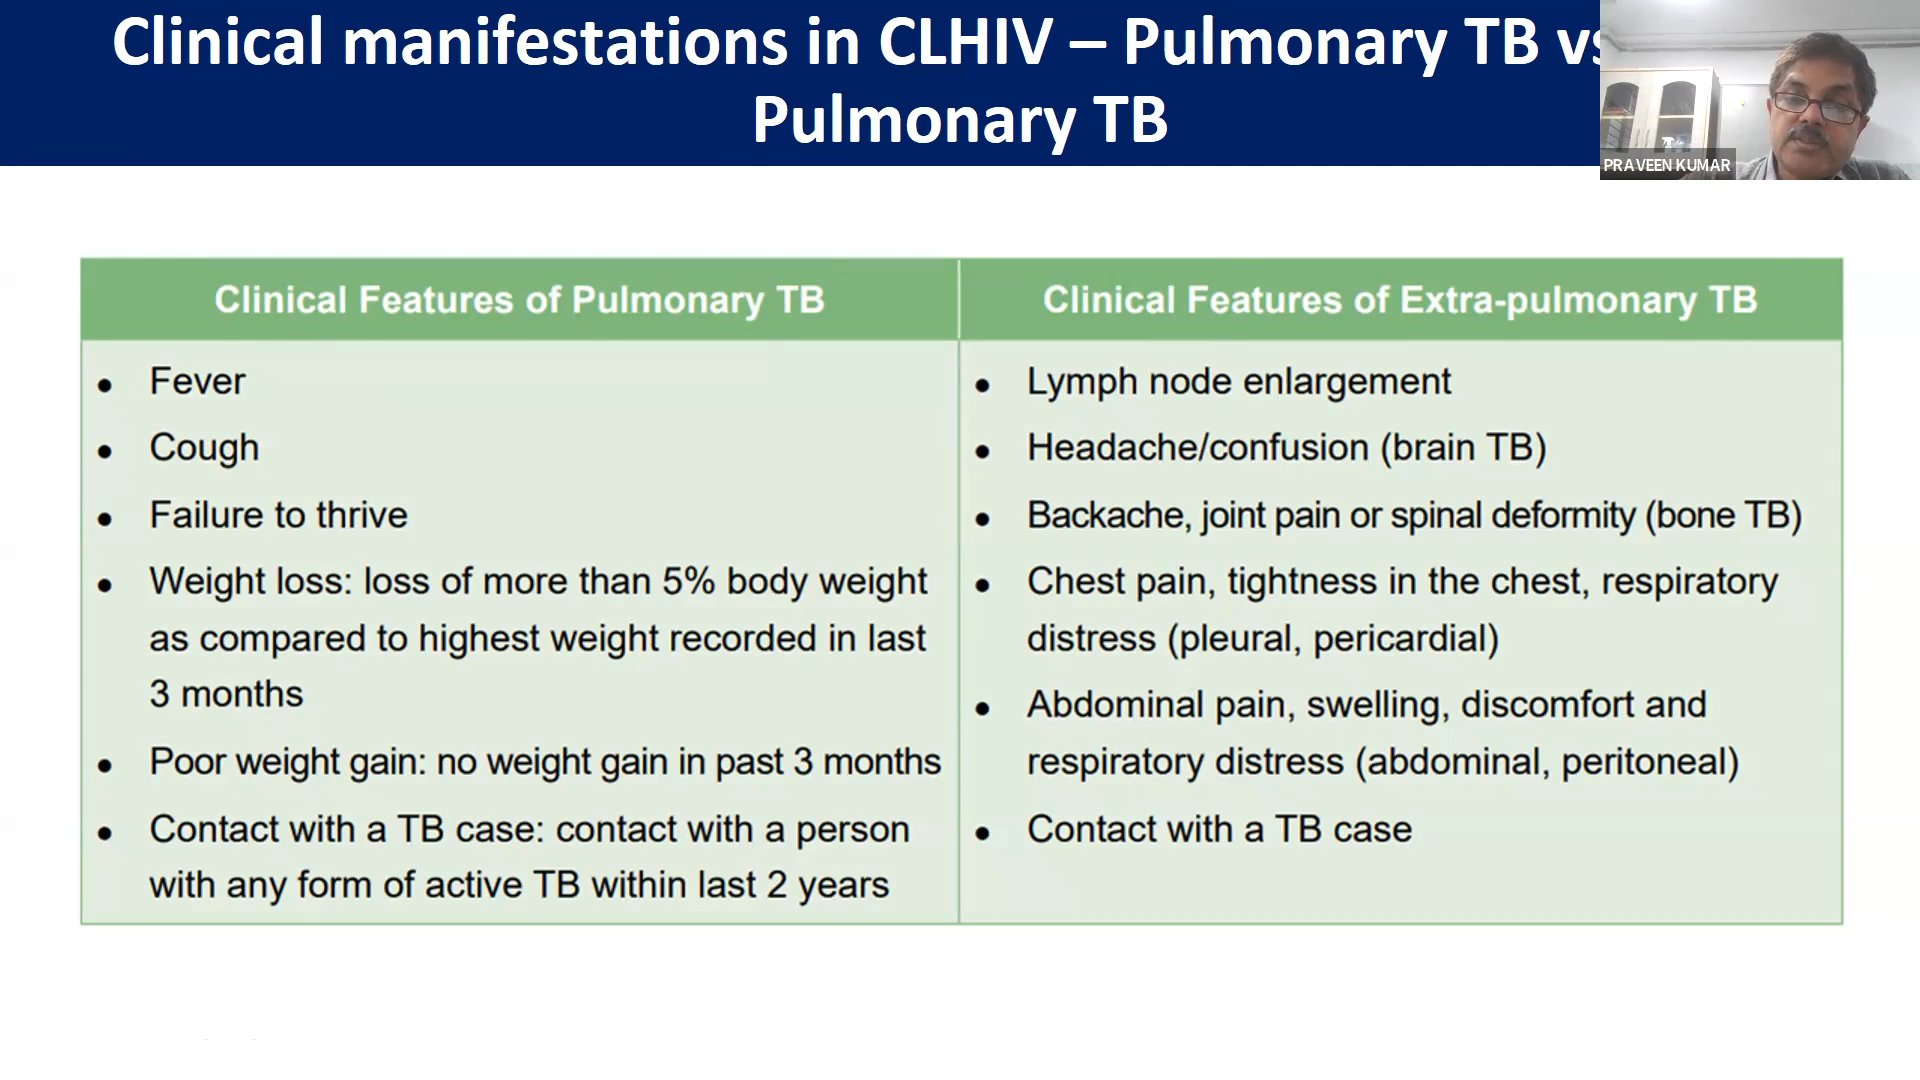 Clinical manifestations in CLHIV – Pulmonary TB vs
Pulmonary TB
PRAVEEN KUMAR
Clinical Features of Pulmonary TB
• Fever
• Cough
• Failure to thrive
• Weight loss: loss of more than 5% body weight
as compared to highest weight recorded in last
3 months
• Poor weight gain: no weight gain in past 3 months
• Contact with a TB case: contact with a person
with any form of active TB within last 2 years
Clinical Features of Extra-pulmonary TB
• Lymph node enlargement
• Headache/confusion (brain TB)
• Backache, joint pain or spinal deformity (bone TB)
• Chest pain, tightness in the chest, respiratory
distress (pleural, pericardial)
• Abdominal pain, swelling, discomfort and
respiratory distress (abdominal, peritoneal)
• Contact with a TB case